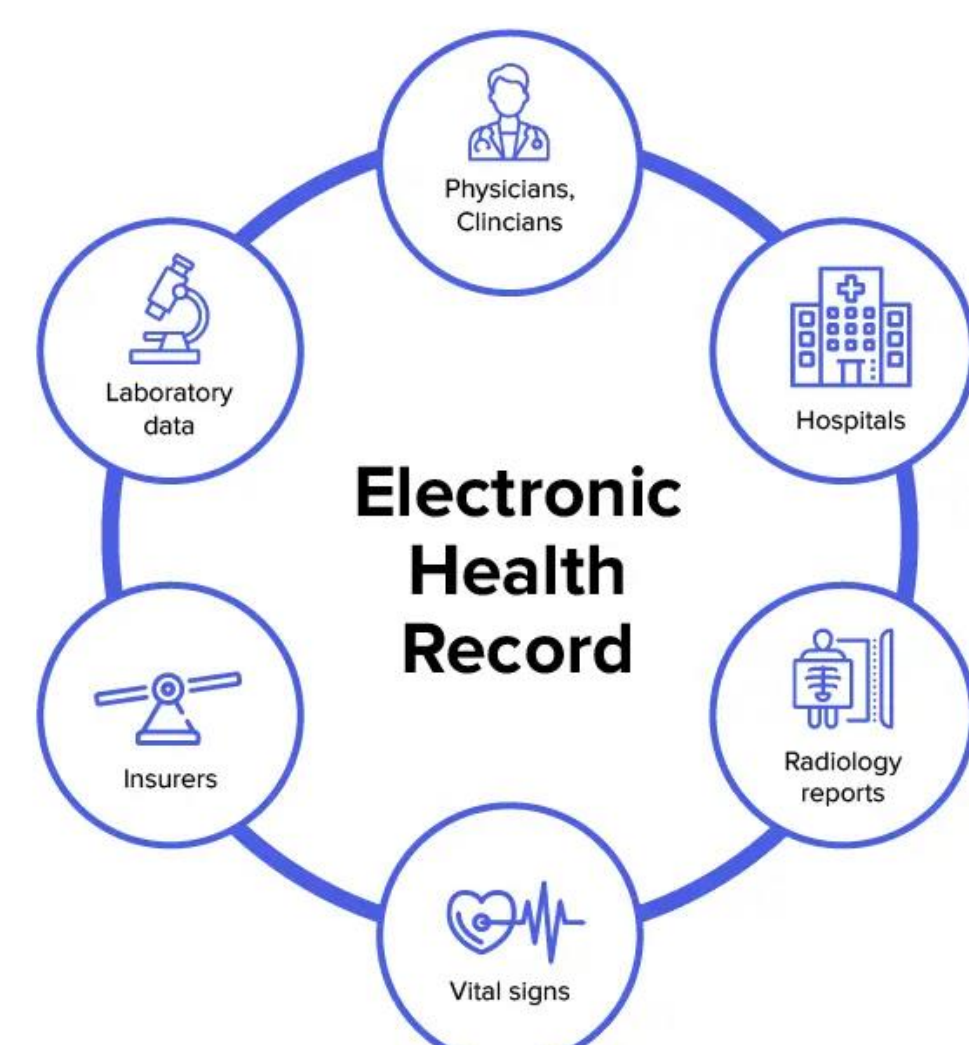 Physicians,
Clincians
Hospitals
Radiology
reports
Vital signs
Insurers
Laboratory
data
Electronic
Health
Record